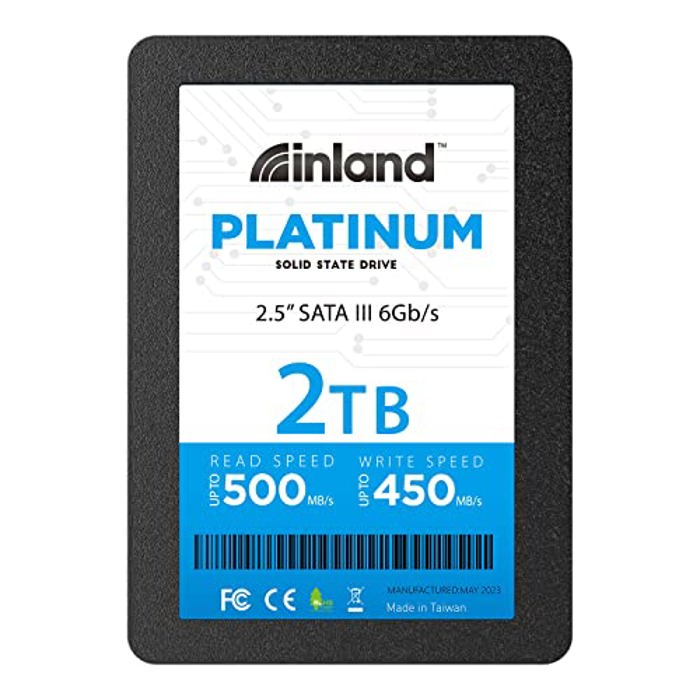 inland™
PLATINUM
SOLID STATE DRIVE
2.5” SATA III 6Gb/s
2TB
READ SPEED
UP TO 500 MB/s
WRITE SPEED
UP TO 450 MB/s
FC CE
MANUFACTURED:MAY 2023
Made in Taiwan